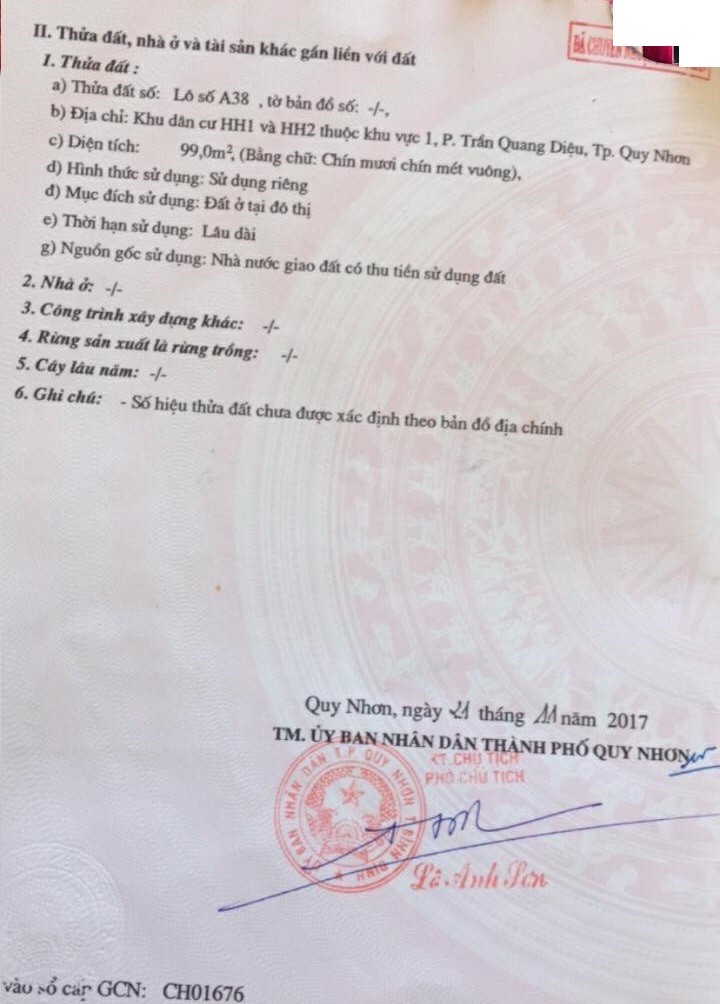 II. Thửa đất, nhà ở và tài sản khác gắn liền với đất
ĐÃ CHUYỂN
1. Thửa đất :
a) Thửa đất số: Lô số A38 , tờ bản đồ số: -/-,
b) Địa chỉ: Khu dân cư HH1 và HH2 thuộc khu vực 1, P. Trần Quang Diệu, Tp. Quy Nhơn
c) Diện tích: 99,0m², (Bằng chữ: Chín mươi chín mét vuông),
d) Hình thức sử dụng: Sử dụng riêng
đ) Mục đích sử dụng: Đất ở tại đô thị
e) Thời hạn sử dụng: Lâu dài
g) Nguồn gốc sử dụng: Nhà nước giao đất có thu tiền sử dụng đất
2. Nhà ở: -/-
3. Công trình xây dựng khác: -/-
4. Rừng sản xuất là rừng trồng: -/-
5. Cây lâu năm: -/-
6. Ghi chú: - Số hiệu thửa đất chưa được xác định theo bản đồ địa chính
Quy Nhơn, ngày 21 tháng 11 năm 2017
TM. ỦY BAN NHÂN DÂN THÀNH PHỐ QUY NHƠN
KT.CHỦ TỊCH
PHÓ CHỦ TỊCH
ỦY BAN NHÂN DÂN T.P QUY NHƠN T.BÌNH ĐỊNH
Lê Anh Sơn
vào sổ cấp GCN: CH01676